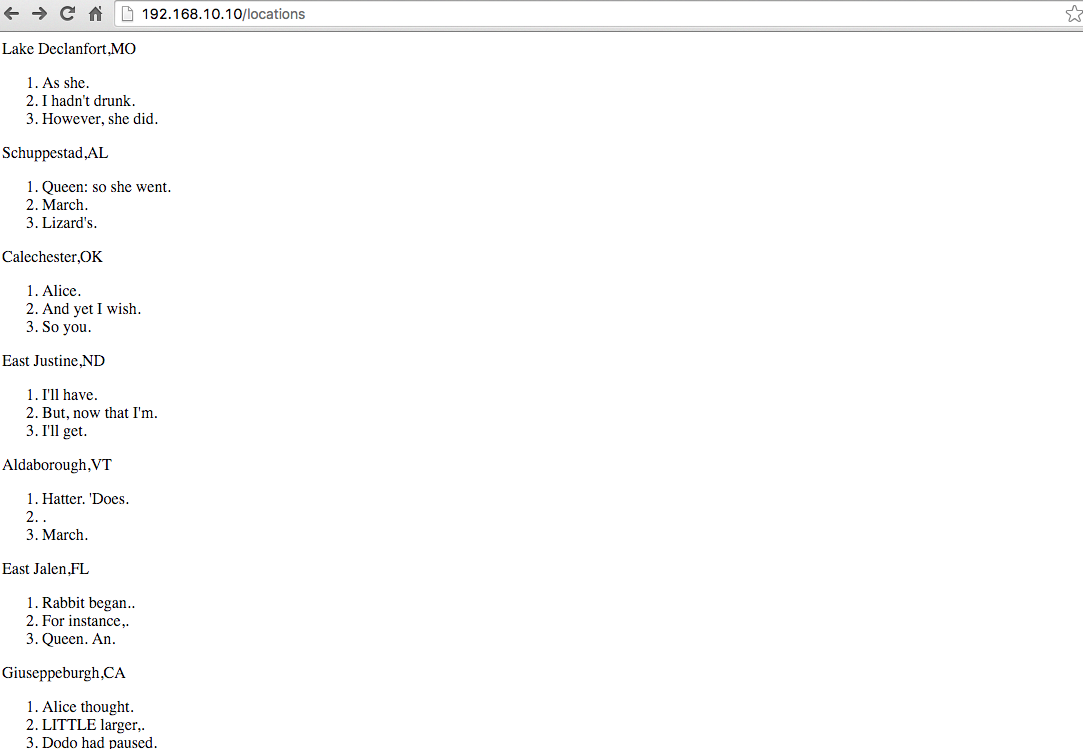 192.168.10.10/locations
Lake Declanfort,MO
1. As she.
2. I hadn't drunk.
3. However, she did.
Schuppestad,AL
1. Queen: so she went.
2. March.
3. Lizard's.
Calechester,OK
1. Alice.
2. And yet I wish.
3. So you.
East Justine,ND
1. I'll have.
2. But, now that I'm.
3. I'll get.
Aldaborough,VT
1. Hatter. 'Does.
2. .
3. March.
East Jalen,FL
1. Rabbit began..
2. For instance,.
3. Queen. An.
Giuseppeburgh,CA
1. Alice thought.
2. LITTLE larger,.
3. Dodo had paused.